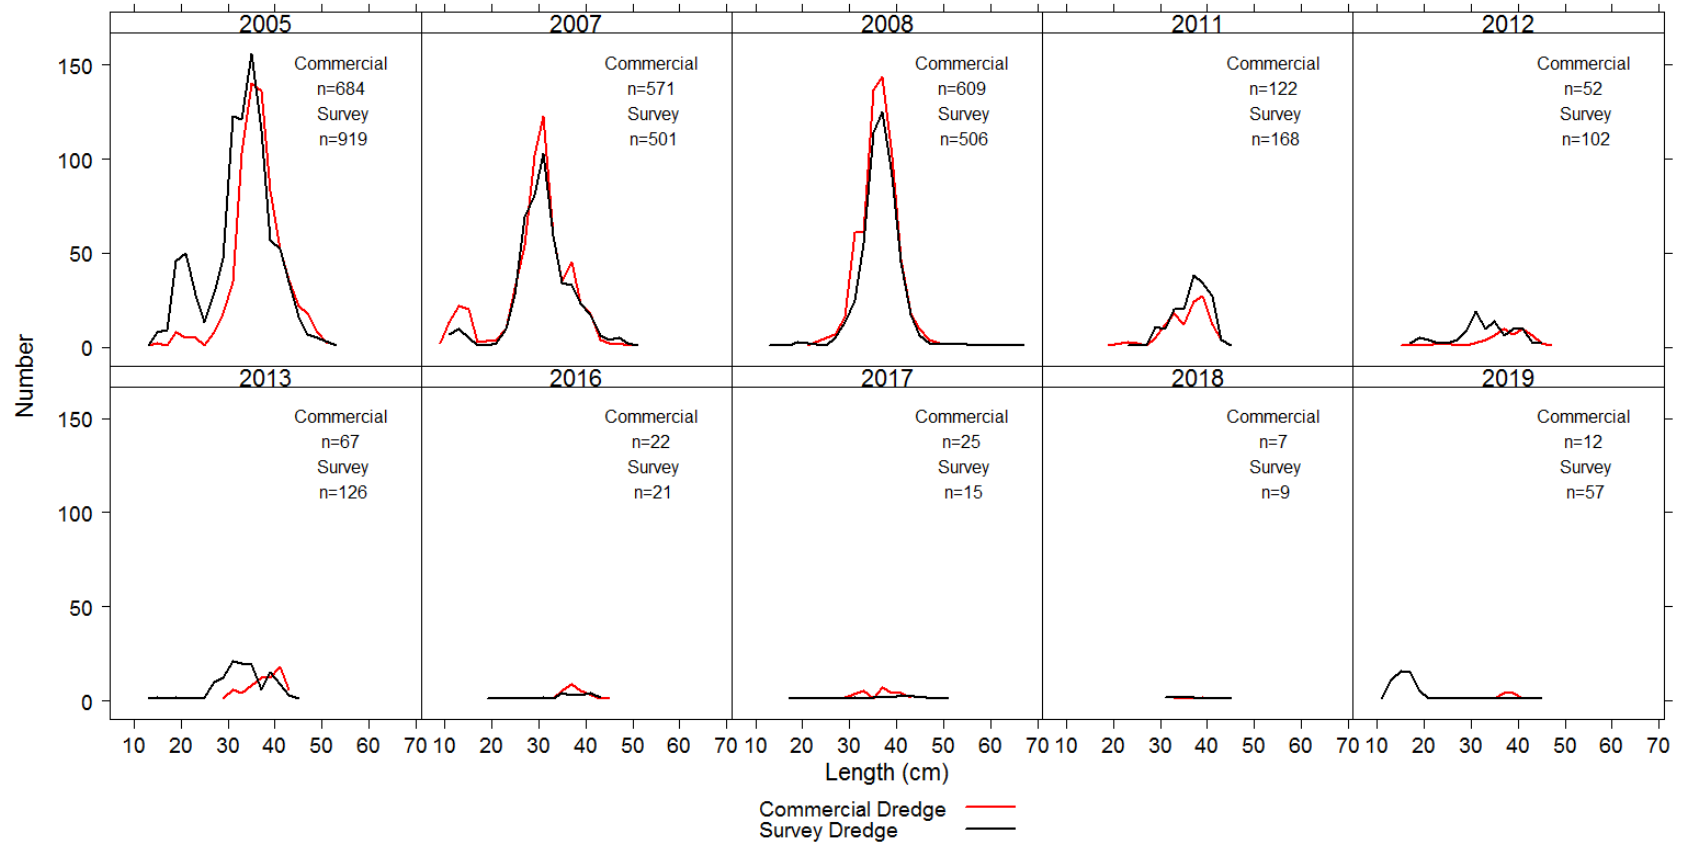 2005 2007 2008 2011 2012
Commercial Commercial Commercial Commercial Commercial
n=684 n=571 n=609 n=122 n=52
Survey Survey Survey Survey Survey
n=919 n=501 n=506 n=168 n=102
150
100
50
0
2013 2016 2017 2018 2019
Commercial Commercial Commercial Commercial Commercial
n=67 n=22 n=25 n=7 n=12
Survey Survey Survey Survey Survey
n=126 n=21 n=15 n=9 n=57
150
100
50
0
Number
10 20 30 40 50 60 70 10 20 30 40 50 60 70 10 20 30 40 50 60 70 10 20 30 40 50 60 70 10 20 30 40 50 60 70
Length (cm)
Commercial Dredge
Survey Dredge